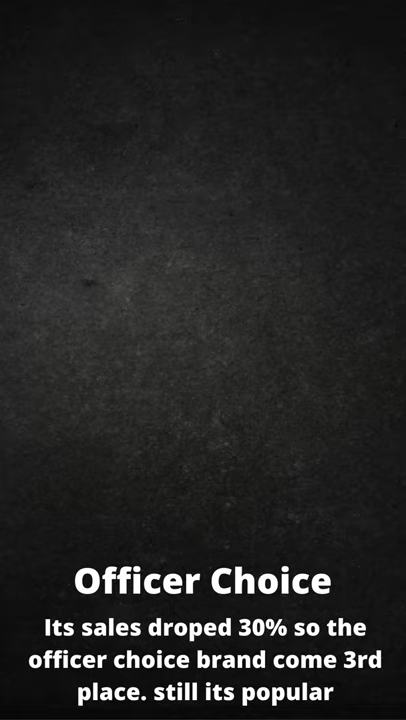 Officer Choice
Its sales droped 30% so the
officer choice brand come 3rd
place. still its popular